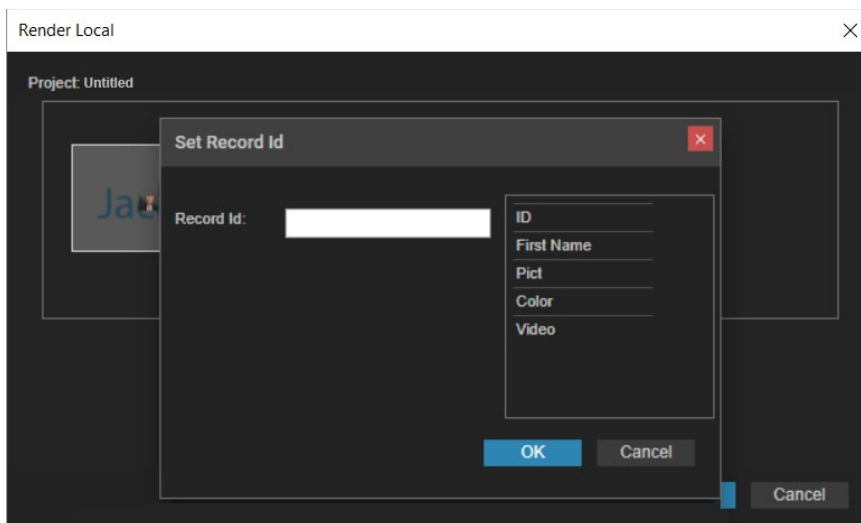 Render Local
Project: Untitled
Set Record Id
Record Id:
ID
First Name
Pict
Color
Video
OK
Cancel
Cancel